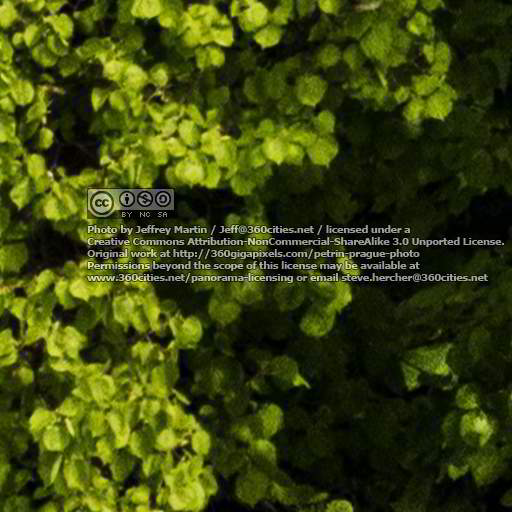 cc
BY NC SA
Photo by Jeffrey Martin / Jeff@360cities.net / licensed under a
Creative Commons Attribution-NonCommercial-ShareAlike 3.0 Unported License.
Original work at http://360gigapixels.com/petrin-prague-photo
Permissions beyond the scope of this license may be available at
www.360cities.net/panorama-licensing or email steve.hercher@360cities.net